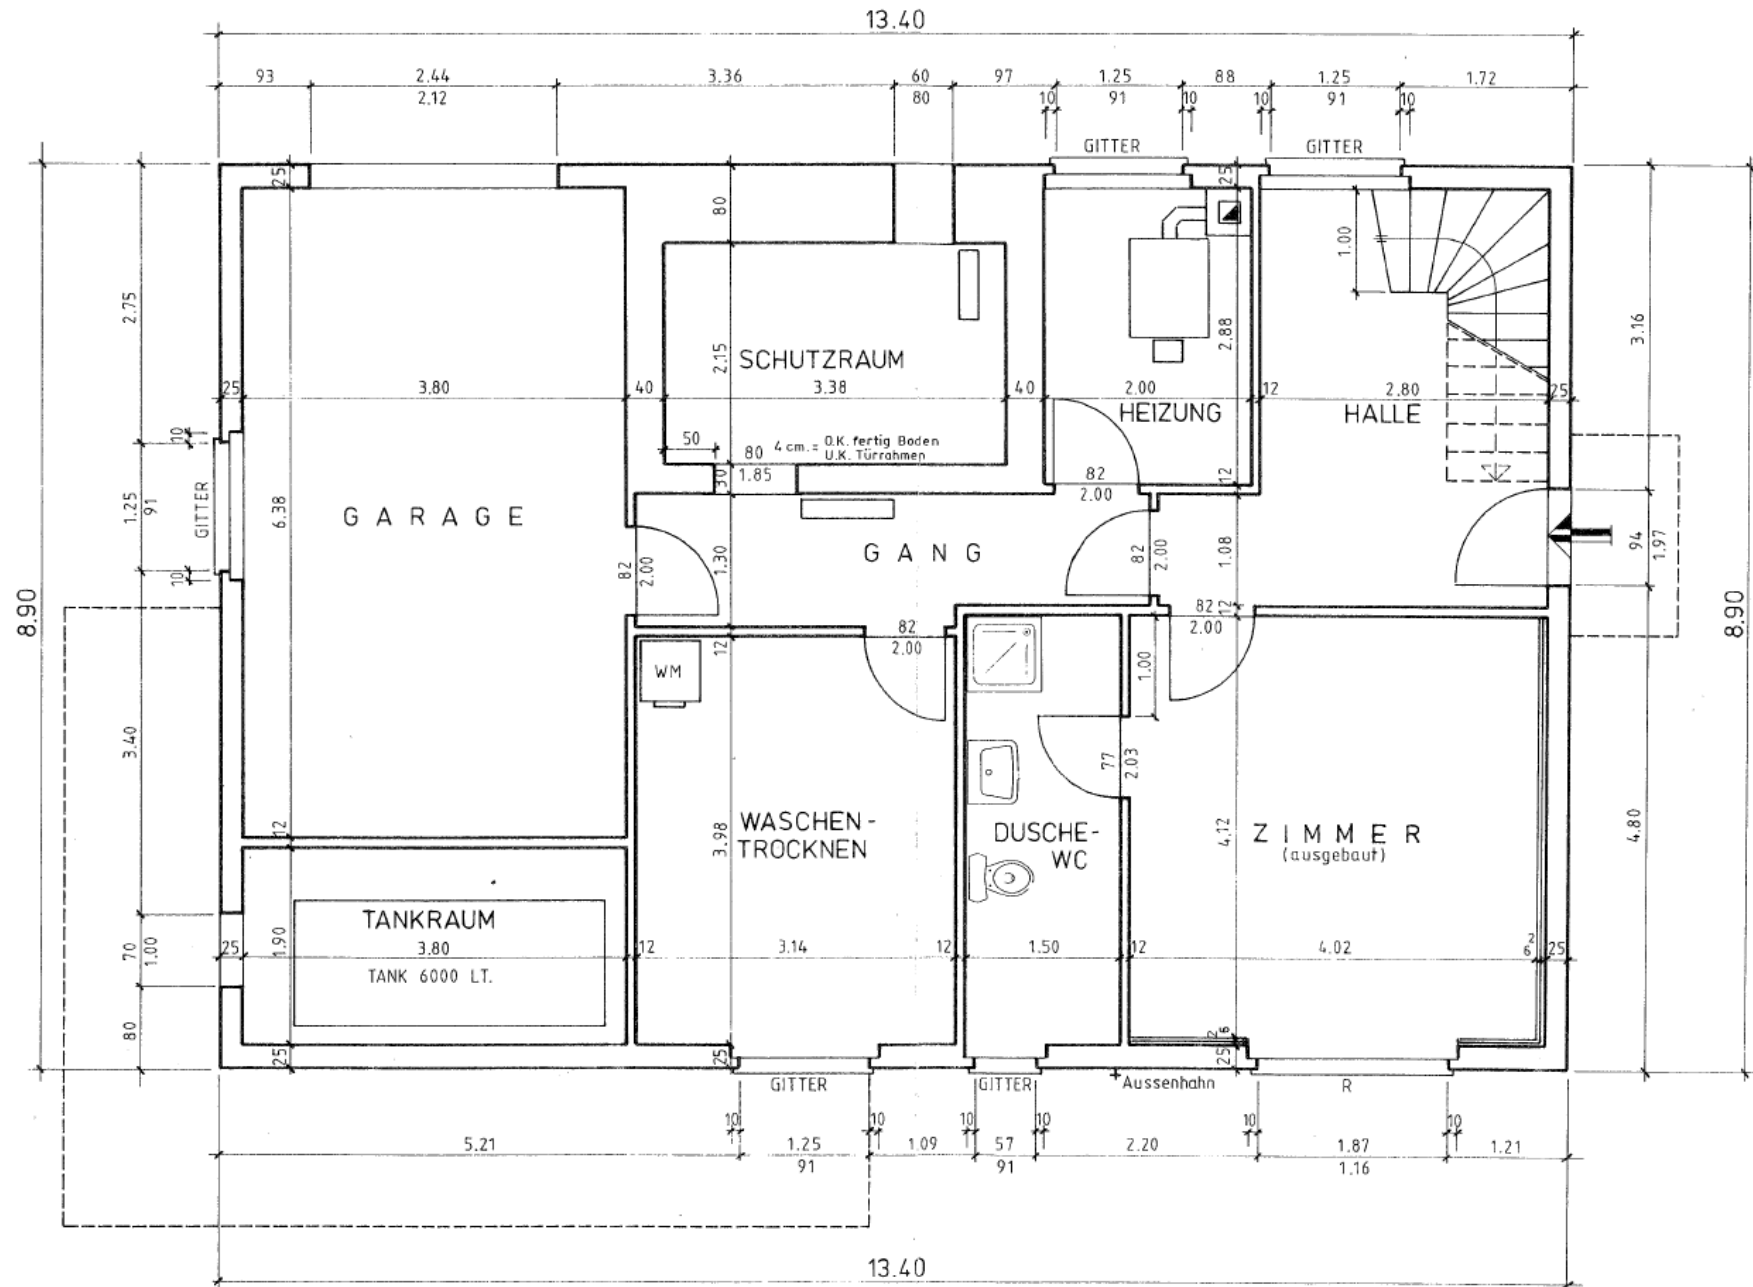 13.40
93 2.44 3.36 60 97 1.25 88 1.25 1.72
2.12 80 10 91 10 10 91 10
GITTER GITTER
25 25
80
1.00
2.75 3.16
2.15 2.88
SCHUTZRAUM
25 3.80 40 3.38 40 2.00 12 2.80 25
HEIZUNG HALLE
10
50 80 4 cm.= O.K. fertig Boden
U.K. Türrahmen
30 1.85 82 12
2.00
1.25 91 GITTER 6.38
GARAGE
94 1.97
GANG
82 2.00 1.30 82 2.00 1.08
10
8.90 8.90
82 12
82 2.00
12 2.00
WM 1.00
3.40
77 2.03
12 3.98 4.12 4.80
WASCHEN-
TROCKNEN
DUSCHE-
WC
ZIMMER
(ausgebaut)
TANKRAUM
70 1.00 25 1.90 3.80 12 3.14 12 1.50 12 4.02 2 6 25
TANK 6000 LT.
80
25 25 2 6 25
GITTER GITTER Aussenhahn R
10 10 10 10 10 10
5.21 1.25 1.09 57 2.20 1.87 1.21
91 91 1.16
13.40